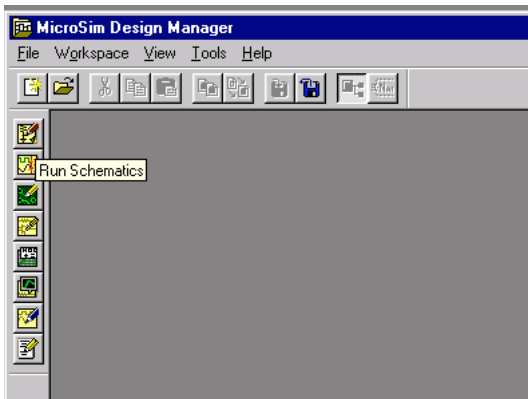 MicroSim Design Manager
File Workspace View Tools Help
Run Schematics